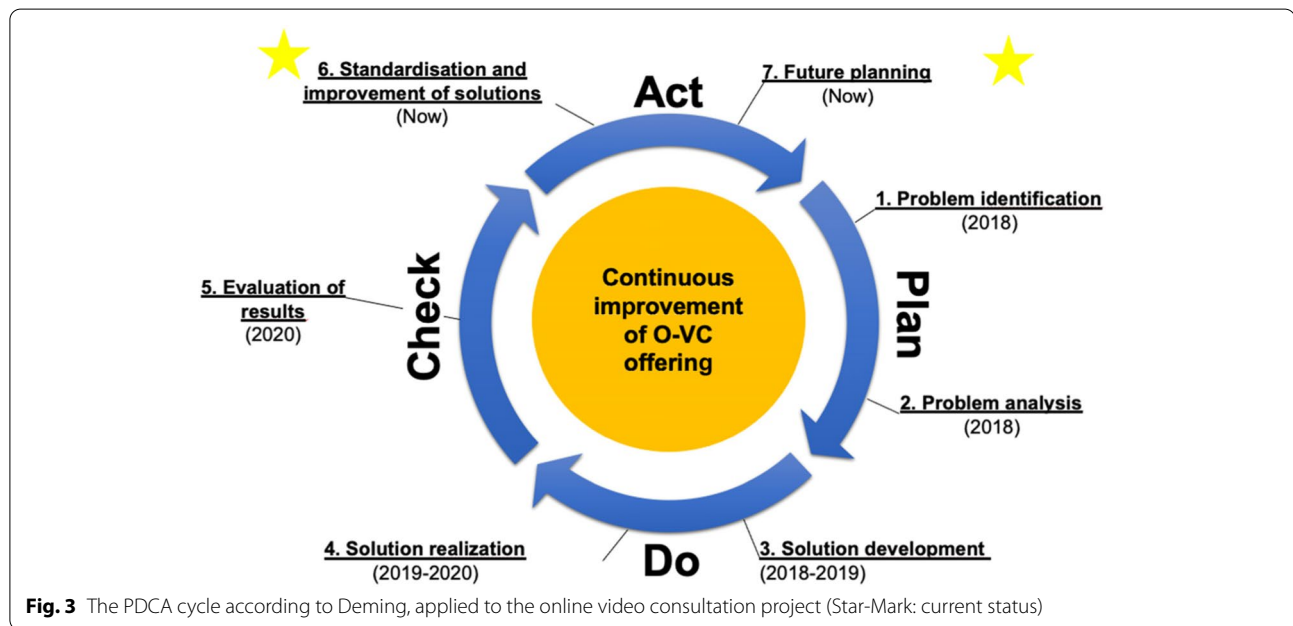 6. Standardisation and
improvement of solutions
(Now)
Act
7. Future planning
(Now)
1. Problem identification
(2018)
Plan
2. Problem analysis
(2018)
3. Solution development
(2018-2019)
Do
4. Solution realization
(2019-2020)
Check
5. Evaluation of
results
(2020)
Continuous
improvement
of O-VC
offering
Fig. 3 The PDCA cycle according to Deming, applied to the online video consultation project (Star-Mark: current status)